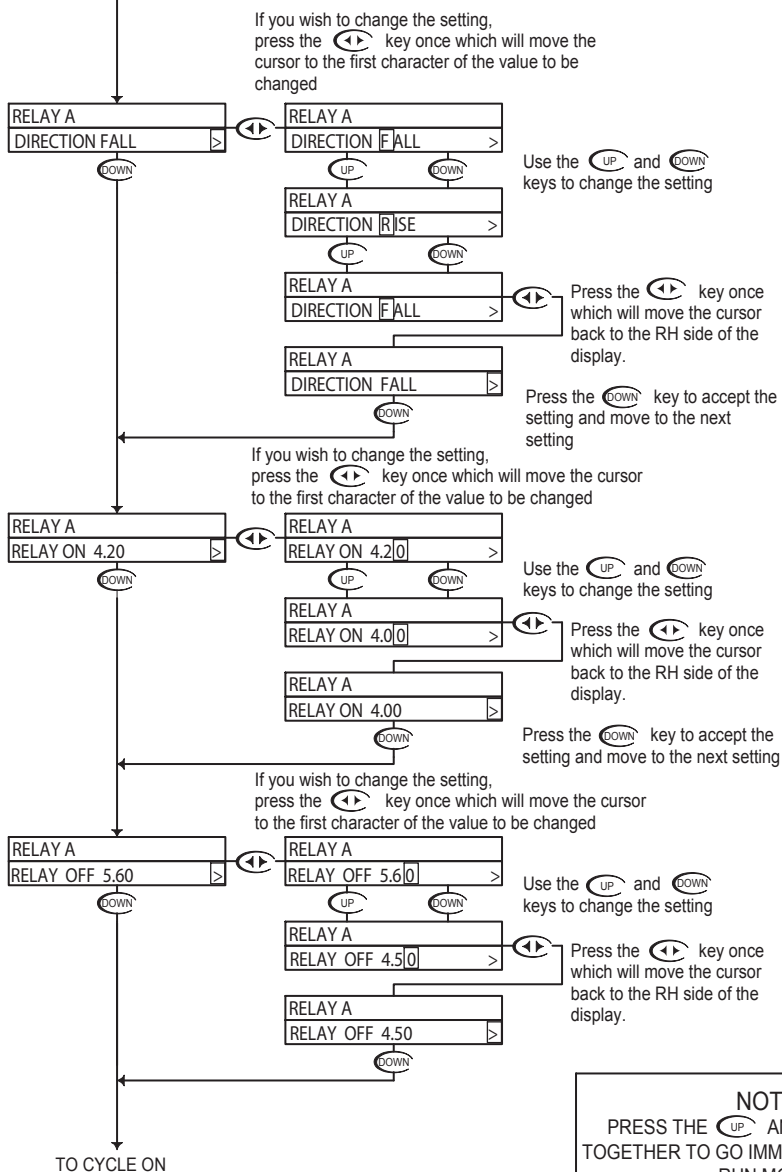 If you wish to change the setting,
press the ◄► key once which will move the
cursor to the first character of the value to be
changed
RELAY A
DIRECTION FALL >
DOWN
RELAY A
DIRECTION FALL >
UP DOWN
Use the UP and DOWN
keys to change the setting
RELAY A
DIRECTION RISE >
UP DOWN
RELAY A
DIRECTION FALL >
Press the ◄► key once
which will move the cursor
back to the RH side of the
display.
RELAY A
DIRECTION FALL >
DOWN
Press the DOWN key to accept the
setting and move to the next
setting
If you wish to change the setting,
press the ◄► key once which will move the cursor
to the first character of the value to be changed
RELAY A
RELAY ON 4.20 >
DOWN
RELAY A
RELAY ON 4.20 >
UP DOWN
Use the UP and DOWN
keys to change the setting
RELAY A
RELAY ON 4.00 >
Press the ◄► key once
which will move the cursor
back to the RH side of the
display.
RELAY A
RELAY ON 4.00 >
DOWN
Press the DOWN key to accept the
setting and move to the next setting
If you wish to change the setting,
press the ◄► key once which will move the cursor
to the first character of the value to be changed
RELAY A
RELAY OFF 5.60 >
DOWN
RELAY A
RELAY OFF 5.60 >
UP DOWN
Use the UP and DOWN
keys to change the setting
RELAY A
RELAY OFF 4.50 >
Press the ◄► key once
which will move the cursor
back to the RH side of the
display.
RELAY A
RELAY OFF 4.50 >
DOWN
TO CYCLE ON
PRESS THE UP
TOGETHER TO GO
RUN